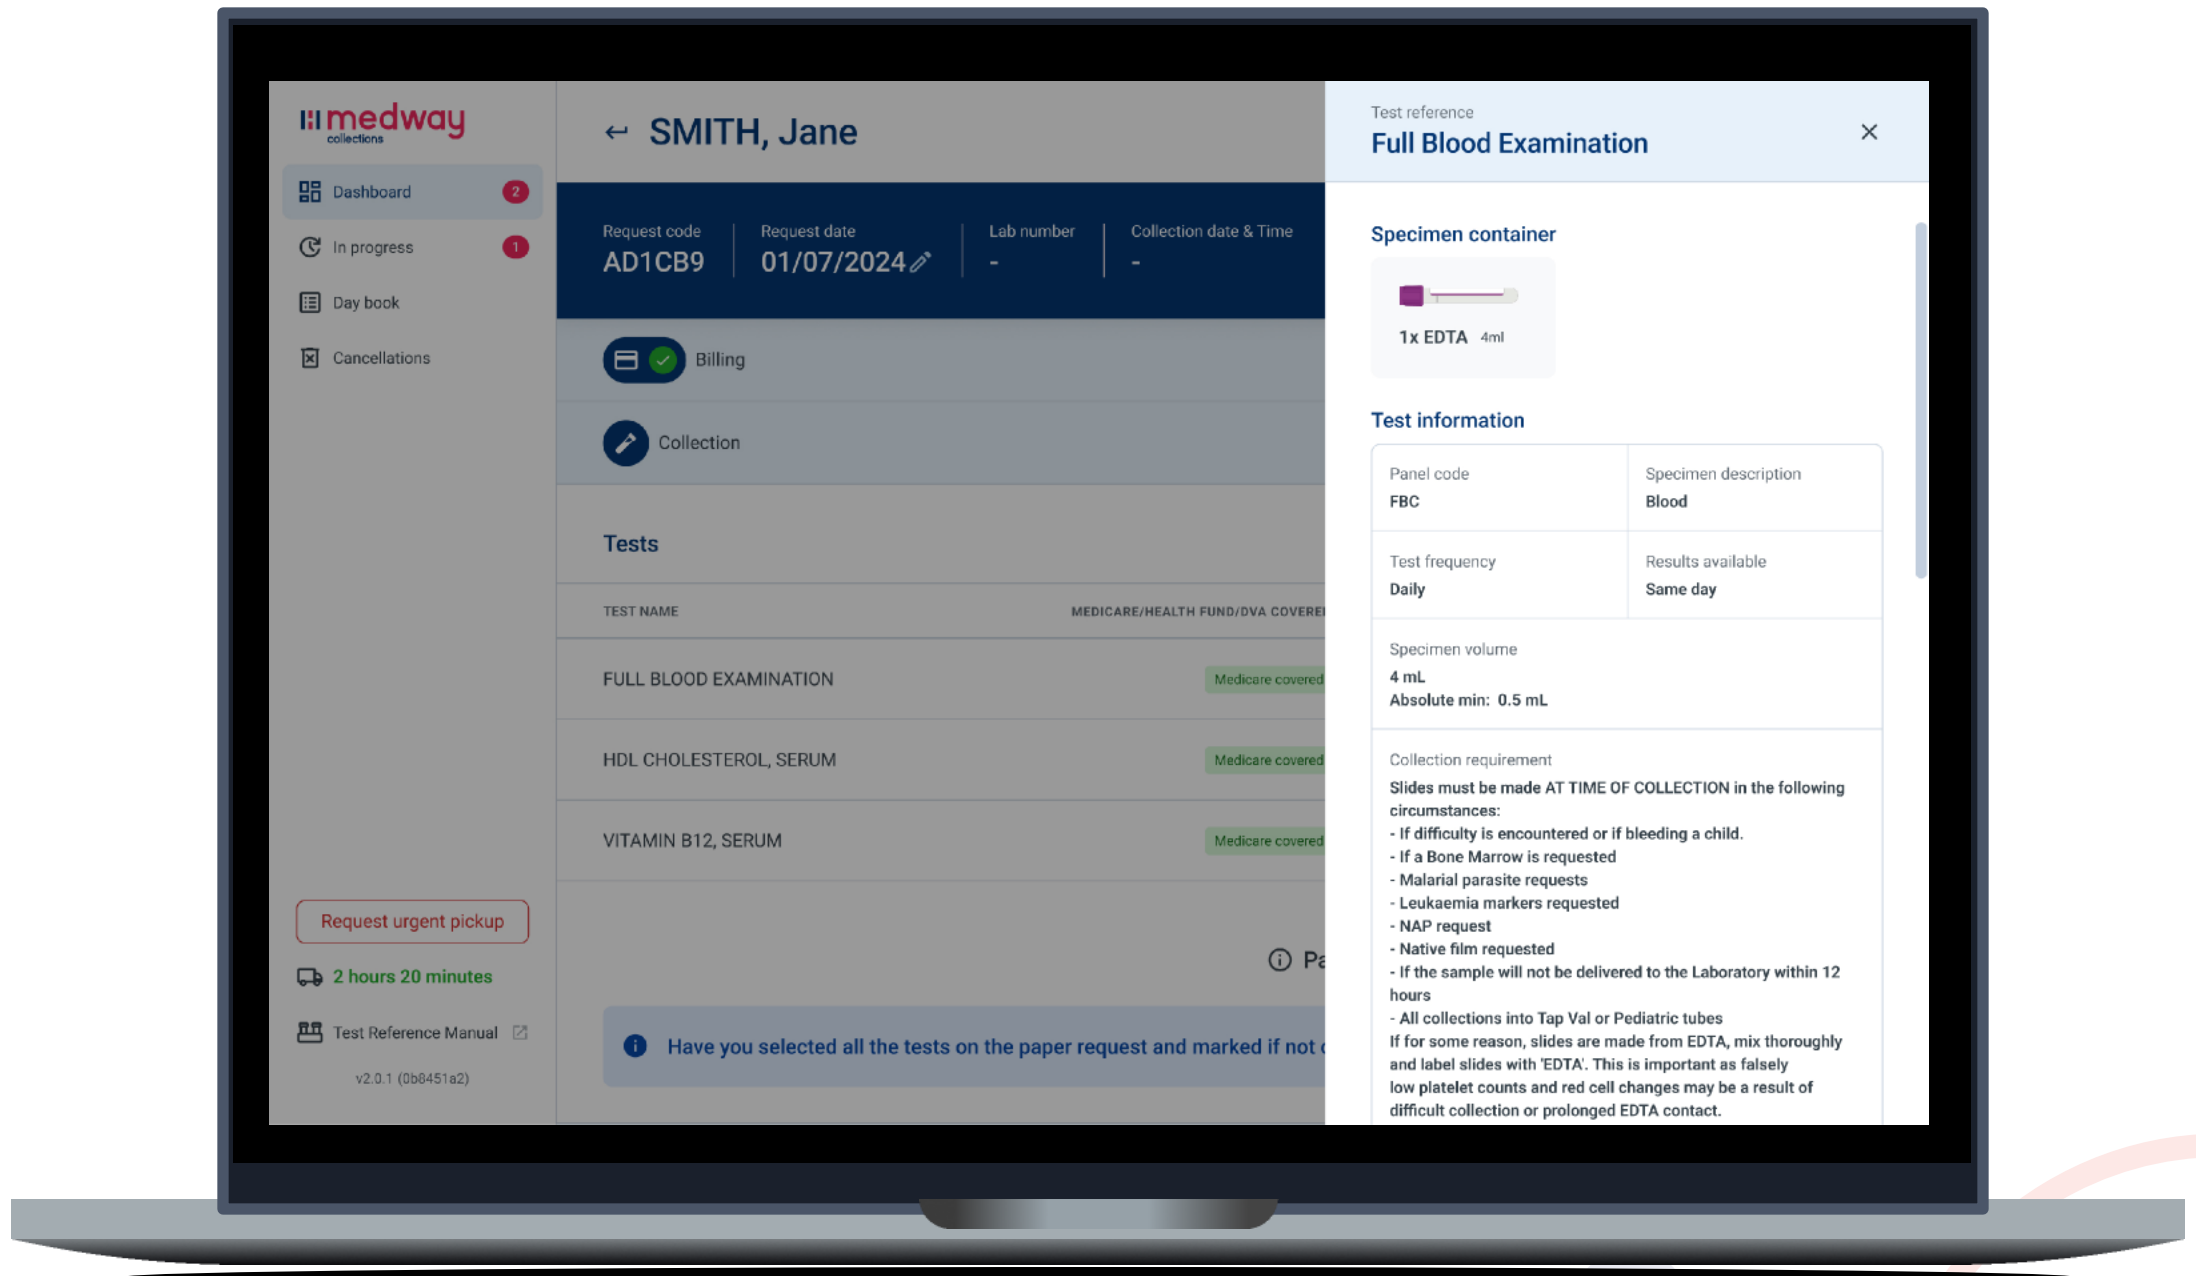 medway
collections
Dashboard 2
In progress 1
Day book
Cancellations
Request urgent pickup
2 hours 20 minutes
Test Reference Manual
v2.0.1 (0b8451a2)
SMITH, Jane
Request code
AD1CB9
Request date
01/07/2024
Lab number
-
Collection date & Time
-
Billing
Collection
Tests
TEST NAME MEDICARE/HEALTH FUND/DVA COVERE
FULL BLOOD EXAMINATION Medicare covered
HDL CHOLESTEROL, SERUM Medicare covered
VITAMIN B12, SERUM Medicare covered
Have you selected all the tests on the paper request and marked if not
Test reference
Full Blood Examination
Specimen container
1x EDTA 4ml
Test information
Panel code
FBC
Specimen description
Blood
Test frequency
Daily
Results available
Same day
Specimen volume
4 mL
Absolute min: 0.5 mL
Collection requirement
Slides must be made AT TIME OF COLLECTION in the following
circumstances:
- If difficulty is encountered or if bleeding a child.
- If a Bone Marrow is requested
- Malarial parasite requests
- Leukaemia markers requested
- NAP request
- Native film requested
- If the sample will not be delivered to the Laboratory within 12
hours
- All collections into Tap Val or Pediatric tubes
If for some reason, slides are made from EDTA, mix thoroughly
and label slides with 'EDTA'. This is important as falsely
low platelet counts and red cell changes may be a result of
difficult collection or prolonged EDTA contact.